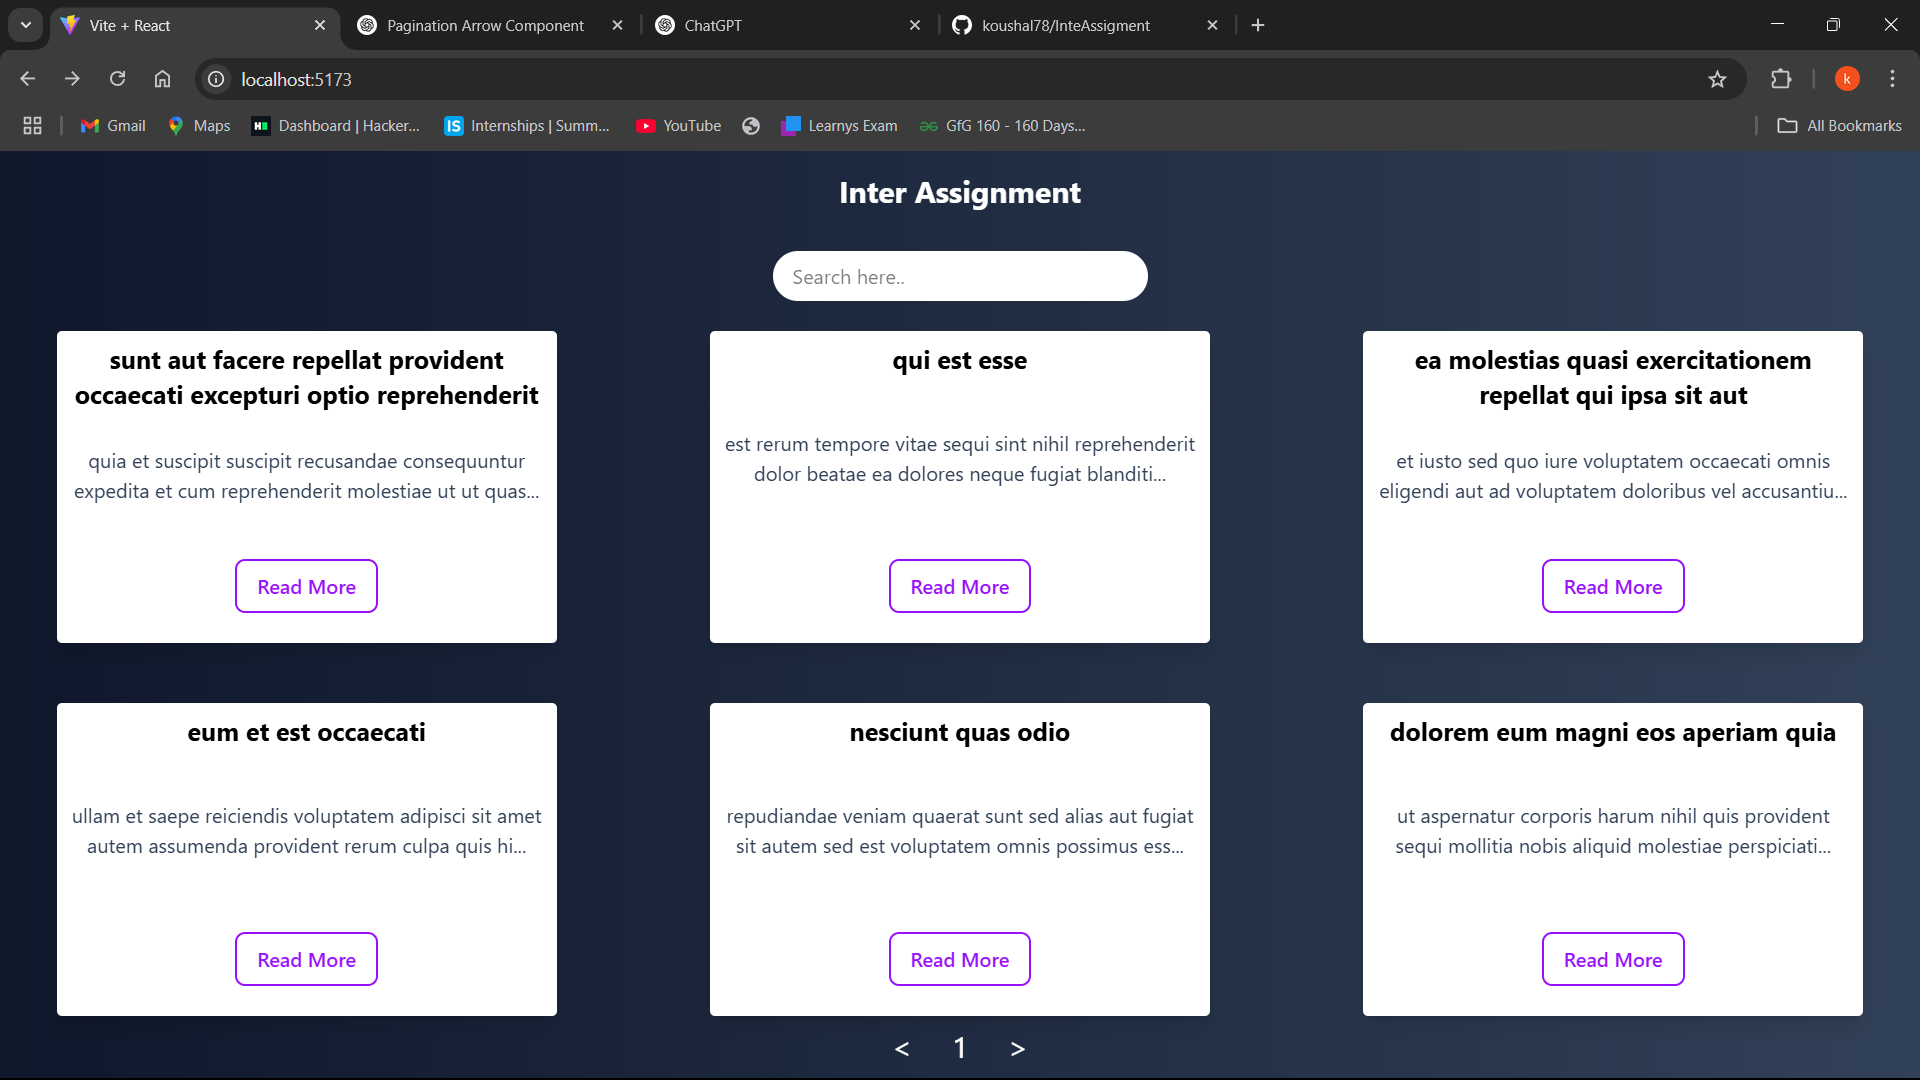 Vite + React
Pagination Arrow Component
ChatGPT
koushal78/InteAssigment
localhost:5173
k
Gmail
Maps
Dashboard | Hacker...
IS Internships | Summ...
YouTube
Learnys Exam
GfG 160 - 160 Days...
All Bookmarks
Inter Assignment
Search here..
sunt aut facere repellat provident
occaecati excepturi optio reprehenderit
quia et suscipit suscipit recusandae consequuntur
expedita et cum reprehenderit molestiae ut ut quas...
Read More
qui est esse
est rerum tempore vitae sequi sint nihil reprehenderit
dolor beatae ea dolores neque fugiat blanditi...
Read More
ea molestias quasi exercitationem
repellat qui ipsa sit aut
et iusto sed quo iure voluptatem occaecati omnis
eligendi aut ad voluptatem doloribus vel accusantiu...
Read More
eum et est occaecati
ullam et saepe reiciendis voluptatem adipisci sit amet
autem assumenda provident rerum culpa quis hi...
Read More
nesciunt quas odio
repudiandae veniam quaerat sunt sed alias aut fugiat
sit autem sed est voluptatem omnis possimus ess...
Read More
dolorem eum magni eos aperiam quia
ut aspernatur corporis harum nihil quis provident
sequi mollitia nobis aliquid molestiae perspiciati...
Read More
< 1 >